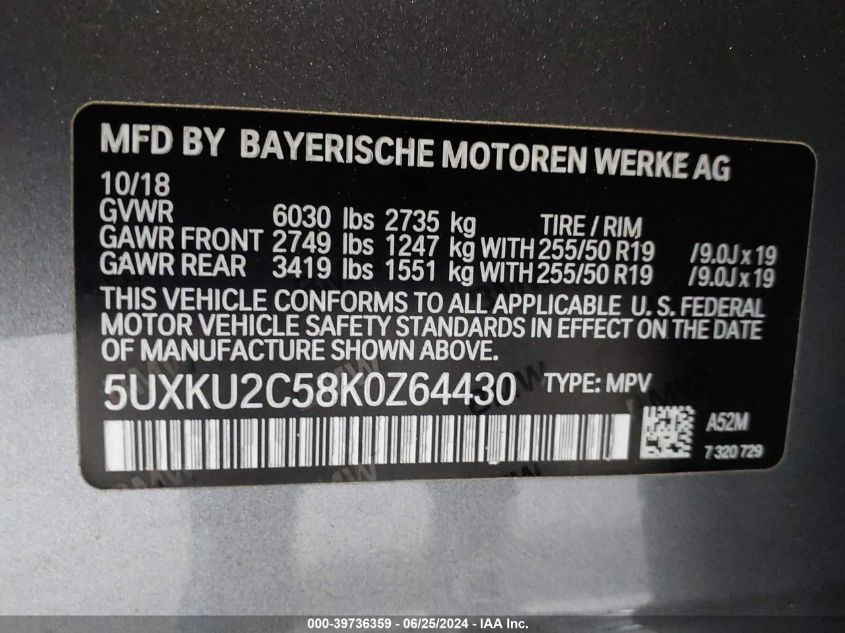 MFD BY BAYERISCHE MOTOREN WERKE AG
10/18
GVWR 6030 lbs 2735 kg TIRE / RIM
GAWR FRONT 2749 lbs 1247 kg WITH 255/50 R19 /9.0J x 19
GAWR REAR 3419 lbs 1551 kg WITH 255/50 R19 /9.0J x 19
THIS VEHICLE CONFORMS TO ALL APPLICABLE U. S. FEDERAL
MOTOR VEHICLE SAFETY STANDARDS IN EFFECT ON THE DATE
OF MANUFACTURE SHOWN ABOVE.
5UXKU2C58K0Z64430 TYPE: MPV
A52M
7 320 729
000-39736359 - 06/25/2024 - IAA Inc.